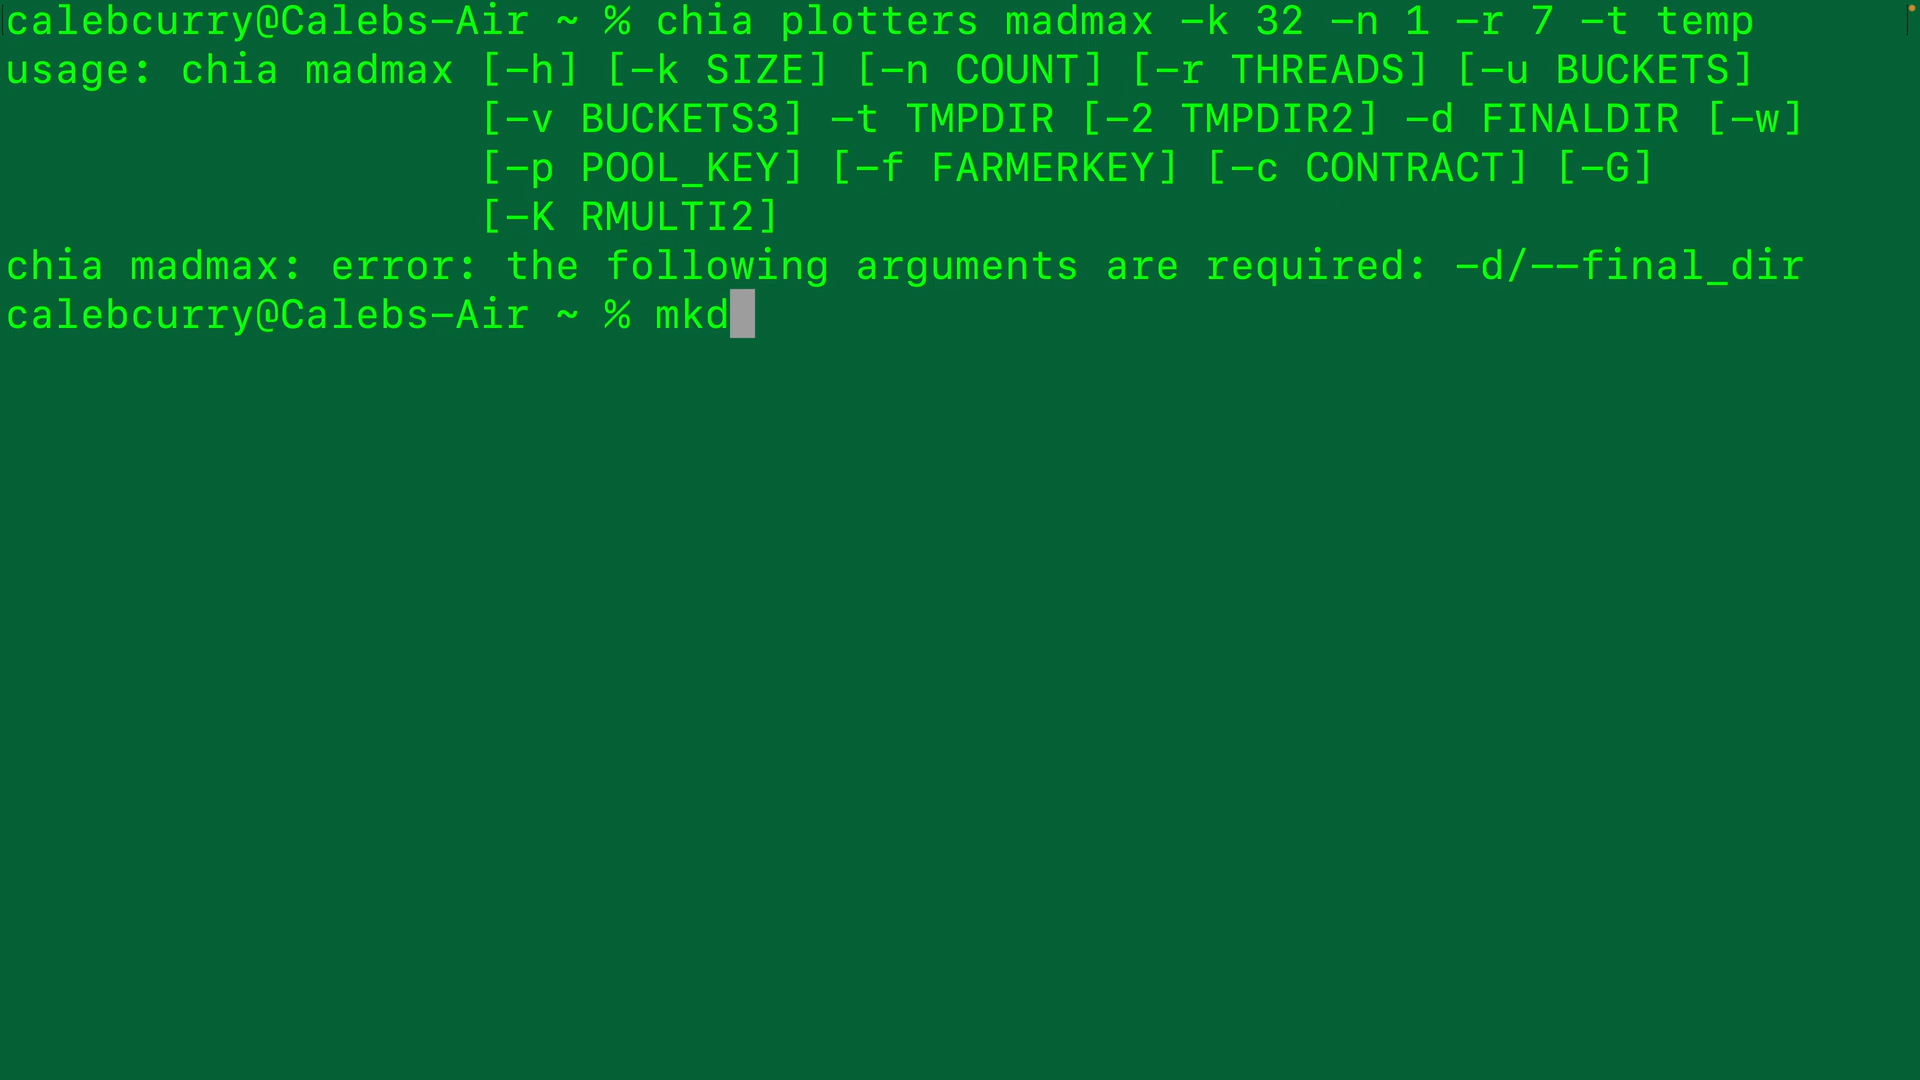 calebcurry@Calebs-Air ~ % chia plotters madmax -k 32 -n 1 -r 7 -t temp
usage: chia madmax [-h] [-k SIZE] [-n COUNT] [-r THREADS] [-u BUCKETS]
[-v BUCKETS3] -t TMPDIR [-2 TMPDIR2] -d FINALDIR [-w]
[-p POOL_KEY] [-f FARMERKEY] [-c CONTRACT] [-G]
[-K RMULTI2]
chia madmax: error: the following arguments are required: -d/--final_dir
calebcurry@Calebs-Air ~ % mkd